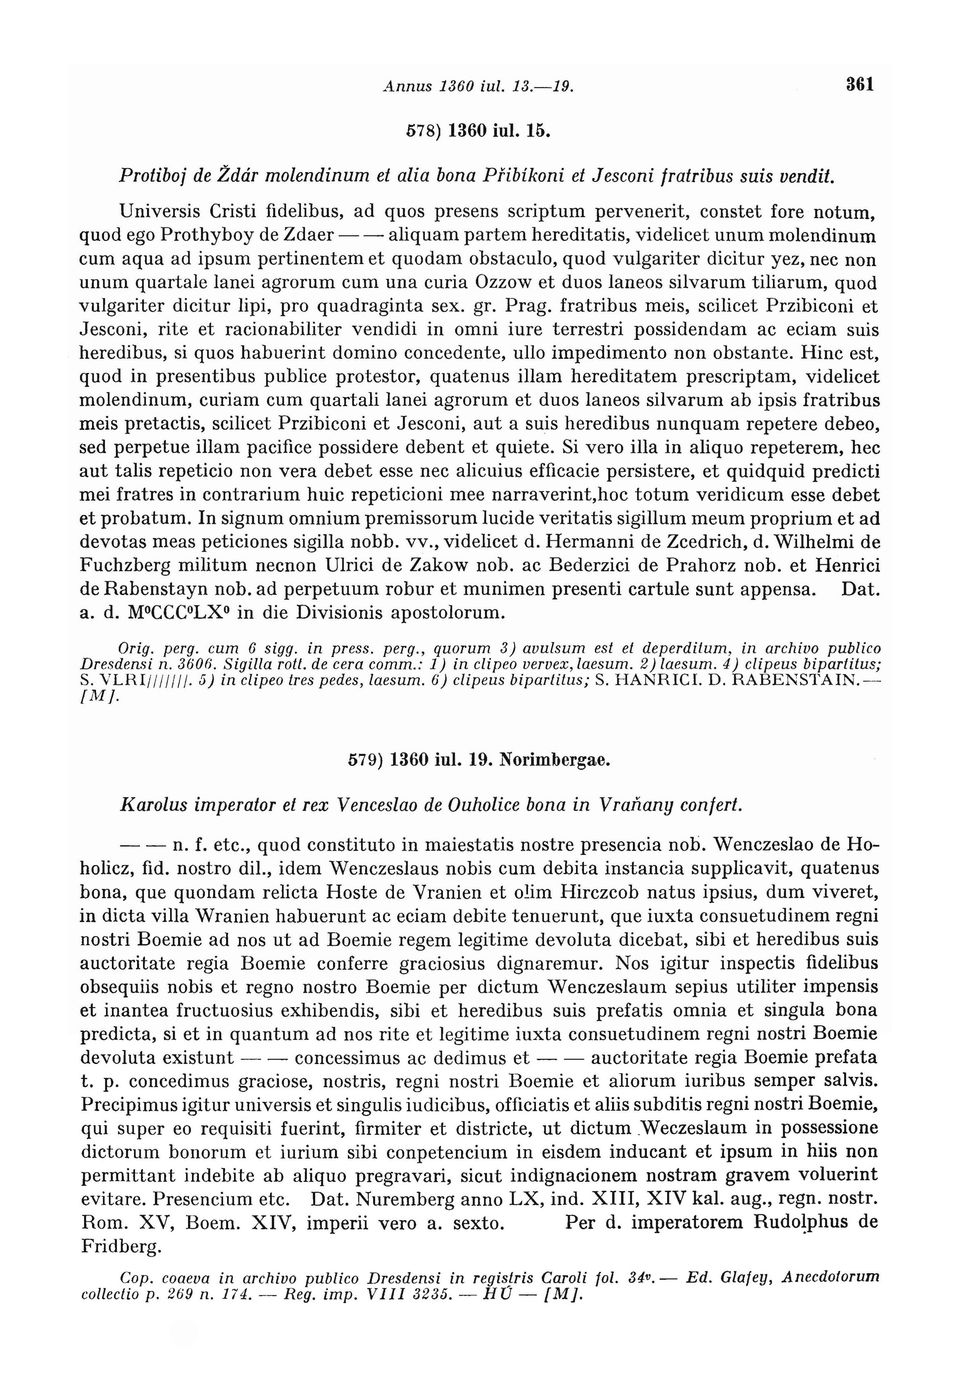 Annus 1360 iul. 13.—19. 361
578) 1360 iul. 15.
Protiboj de Ždár molendinum et alia bona Přibíkoni et Jesconi fratribus suis vendit.
Universis Cristi fidelibus, ad quos presens scriptum pervenerit, constet fore notum,
quod ego Prothyboy de Zdaer — — aliquam partem hereditatis, videlicet unum molendinum
cum aqua ad ipsum pertinentem et quodam obstaculo, quod vulgariter dicitur yez, nec non
unum quartale lanei agrorum cum una curia Ozzow et duos laneos silvarum tiliarum, quod
vulgariter dicitur lipi, pro quadraginta sex. gr. Prag. fratribus meis, scilicet Przibiconi et
Jesconi, rite et racionabiliter vendidi in omni iure terrestri possidendam ac eciam suis
heredibus, si quos habuerint domino concedente, ullo impedimento non obstante. Hinc est,
quod in presentibus publice protestor, quatenus illam hereditatem prescriptam, videlicet
molendinum, curiam cum quartali lanei agrorum et duos laneos silvarum ab ipsis fratribus
meis pretactis, scilicet Przibiconi et Jesconi, aut a suis heredibus nunquam repetere debeo,
sed perpetue illam pacifice possidere debent et quiete. Si vero illa in aliquo repeterem, hec
aut talis repeticio non vera debet esse nec alicuius efficacie persistere, et quidquid predicti
mei fratres in contrarium huic repeticioni mee narraverint,hoc totum veridicum esse debet
et probatum. In signum omnium premissorum lucide veritatis sigillum meum proprium et ad
devotas meas peticiones sigilla nobb. vv., videlicet d. Hermanni de Zcedrich, d. Wilhelmi de
Fuchzberg militum necnon Ulrici de Zakow nob. ac Bederzici de Prahorz nob. et Henrici
de Rabenstayn nob. ad perpetuum robur et munimen presenti cartule sunt appensa. Dat.
a. d. M⁰CCC⁰LX⁰ in die Divisionis apostolorum.
Orig. perg. cum 6 sigg. in press. perg., quorum 3) avulsum est et deperditum, in archivo publico
Dresdensi n. 3606. Sigilla rott. de cera comm.: 1) in clipeo vervex, laesum. 2) laesum. 4) clipeus bipartitus;
S. VLRI///////. 5) in clipeo tres pedes, laesum. 6) clipeus bipartitus; S. HANRICI. D. RABENSTAIN.—
[M].
579) 1360 iul. 19. Norimbergae.
Karolus imperator et rex Venceslao de Ouholice bona in Vraňany confert.
— — n. f. etc., quod constituto in maiestatis nostre presencia nob. Wenczeslao de Ho-
holicz, fid. nostro dil., idem Wenczeslaus nobis cum debita instancia supplicavit, quatenus
bona, que quondam relicta Hoste de Vranien et olim Hirczcob natus ipsius, dum viveret,
in dicta villa Wranien habuerunt ac eciam debite tenuerunt, que iuxta consuetudinem regni
nostri Boemie ad nos ut ad Boemie regem legitime devoluta dicebat, sibi et heredibus suis
auctoritate regia Boemie conferre graciosius dignaremur. Nos igitur inspectis fidelibus
obsequiis nobis et regno nostro Boemie per dictum Wenczeslaum sepius utiliter impensis
et inantea fructuosius exhibendis, sibi et heredibus suis prefatis omnia et singula bona
predicta, si et in quantum ad nos rite et legitime iuxta consuetudinem regni nostri Boemie
devoluta existunt — — concessimus ac dedimus et — — auctoritate regia Boemie prefata
t. p. concedimus graciose, nostris, regni nostri Boemie et aliorum iuribus semper salvis.
Precipimus igitur universis et singulis iudicibus, officiatis et aliis subditis regni nostri Boemie,
qui super eo requisiti fuerint, firmiter et districte, ut dictum Weczeslaum in possessione
dictorum bonorum et iurium sibi conpetencium in eisdem inducant et ipsum in hiis non
permittant indebite ab aliquo pregravari, sicut indignacionem nostram gravem voluerint
evitare. Presencium etc. Dat. Nuremberg anno LX, ind. XIII, XIV kal. aug., regn. nostr.
Rom. XV, Boem. XIV, imperii vero a. sexto. Per d. imperatorem Rudolphus de
Fridberg.
Cop. coaeva in archivo publico Dresdensi in registris Caroli fol. 34ᵛ. — Ed. Glafey, Anecdotorum
collectio p. 269 n. 174. — Reg. imp. VIII 3235. — HÚ — [M].